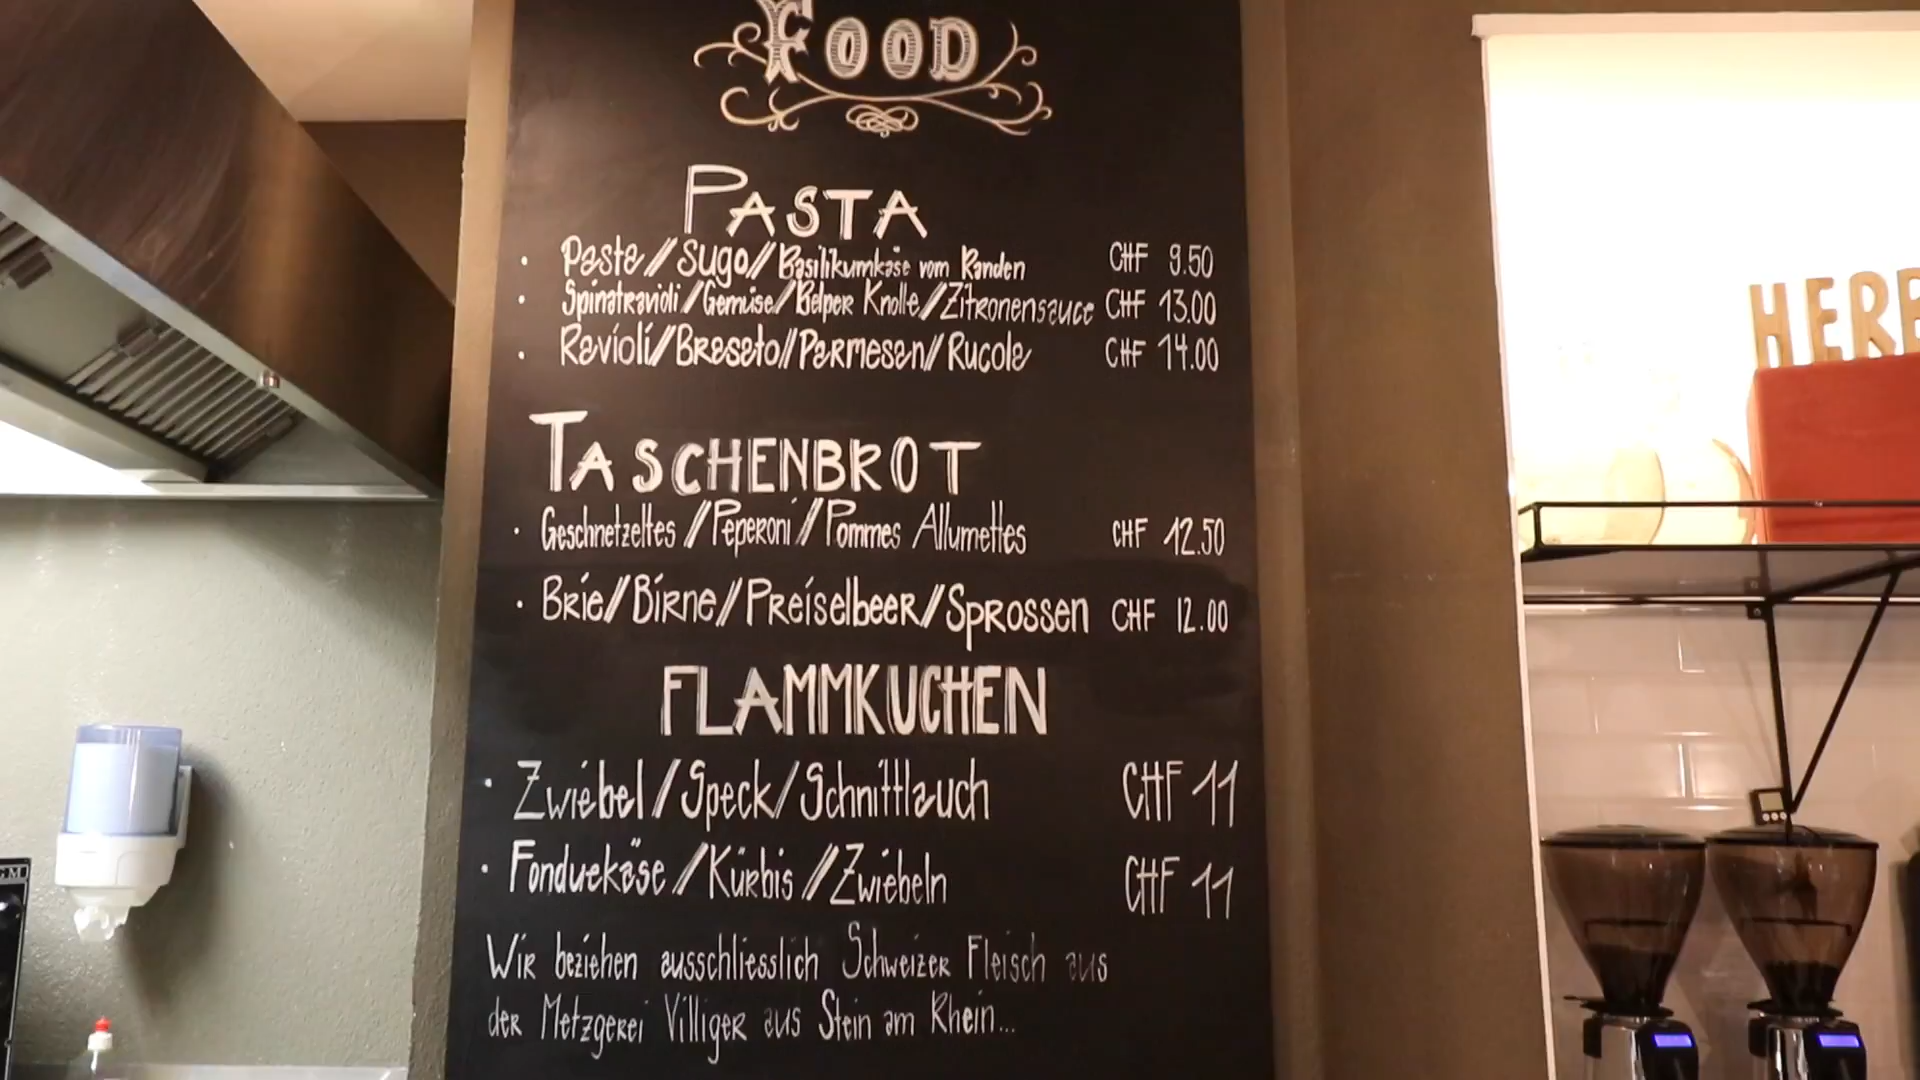 FOOD
PASTA
· Pasta // Sugo // Basilikumkäse vom Randen CHF 9.50
· Spinatravioli // Gemüse // Belper Knolle // Zitronensauce CHF 13.00
· Ravioli // Brasato // Parmesan // Rucola CHF 14.00
TASCHENBROT
· Geschnetzeltes // Peperoni // Pommes Allumettes CHF 12.50
· Brie // Birne // Preiselbeer // Sprossen CHF 12.00
FLAMMKUCHEN
· Zwiebel / Speck / Schnittlauch CHF 11
· Fonduekäse // Kürbis // Zwiebeln CHF 11
Wir beziehen ausschliesslich Schweizer Fleisch aus
der Metzgerei Villiger aus Stein am Rhein...